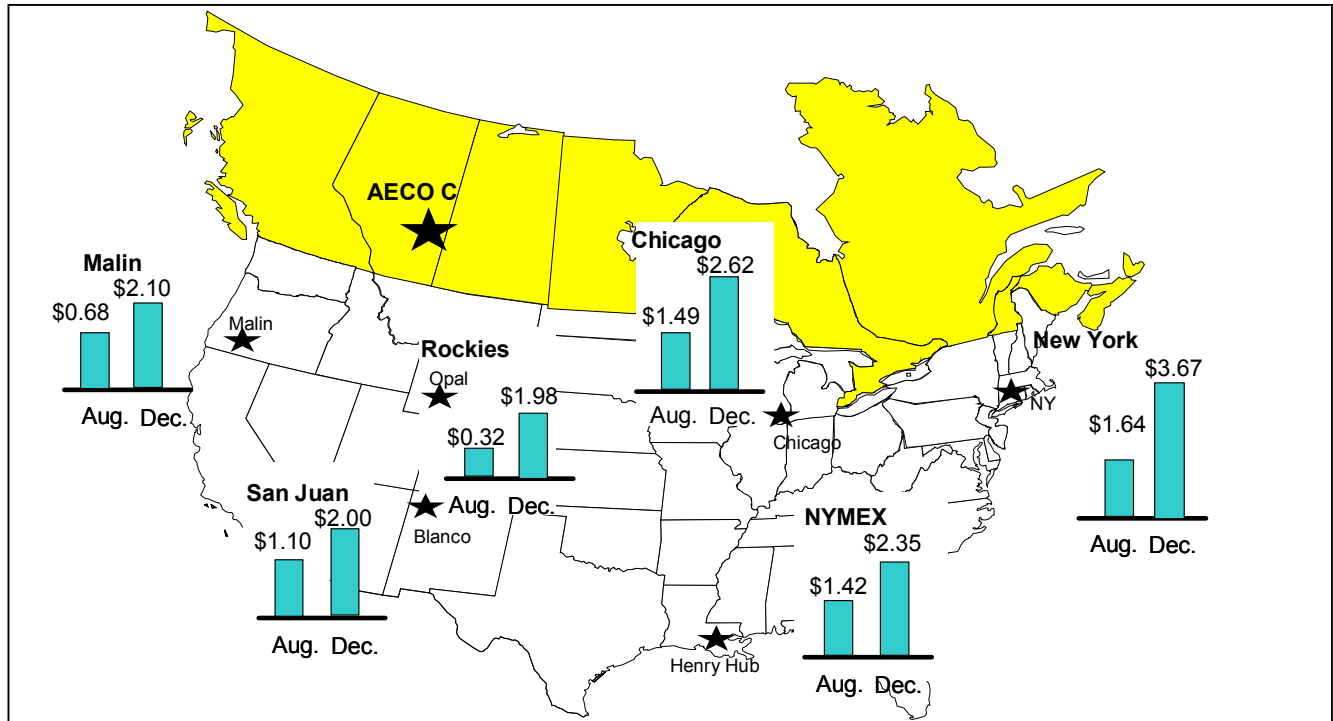 AECO C
Malin
$2.10
$0.68
Malin
Aug. Dec.
Chicago
$2.62
$1.49
Aug. Dec.
Chicago
Rockies
Opal
$1.98
$0.32
Aug. Dec.
New York
$3.67
NY
$1.64
Aug. Dec.
San Juan
$2.00
$1.10
Blanco
Aug. Dec.
NYMEX
$2.35
$1.42
Henry Hub
Aug. Dec.